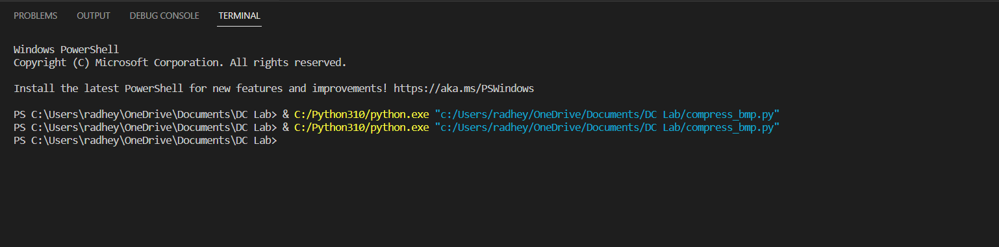 PROBLEMS OUTPUT DEBUG CONSOLE TERMINAL
Windows PowerShell
Copyright (C) Microsoft Corporation. All rights reserved.
Install the latest PowerShell for new features and improvements! https://aka.ms/PSWindows
PS C:\Users\radhey\OneDrive\Documents\DC Lab> & C:/Python310/python.exe "c:/Users/radhey/OneDrive/Documents/DC Lab/compress_bmp.py"
PS C:\Users\radhey\OneDrive\Documents\DC Lab> & C:/Python310/python.exe "c:/Users/radhey/OneDrive/Documents/DC Lab/compress_bmp.py"
PS C:\Users\radhey\OneDrive\Documents\DC Lab>